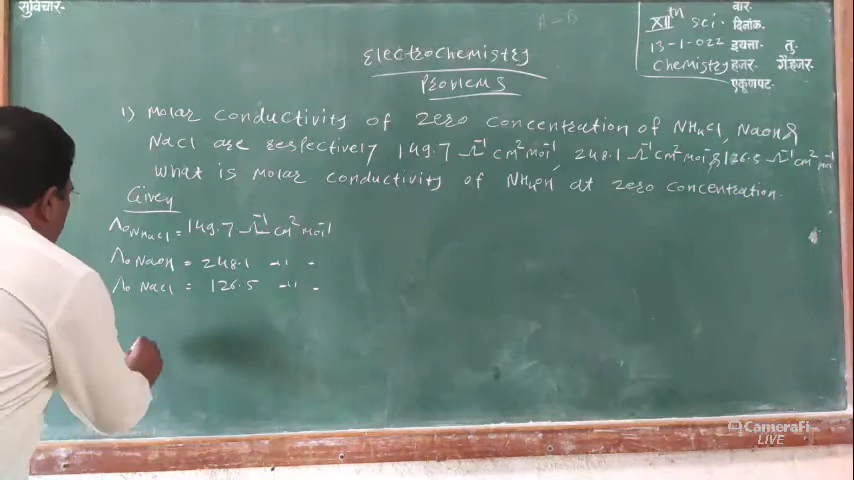 सुविचार-
A-B
XIIth Sci. वार-
दिनांक-
13-1-022 इयत्ता- तु-
Chemistry हजर- गैहजर-
एकूणपट-
Electrochemistry
Problems
1) Molar conductivity of zero concentration of NH4Cl, NaOH &
NaCl are respectively 149.7 Ω⁻¹ cm² mol⁻¹, 248.1 Ω⁻¹ cm² mol⁻¹ & 126.5 Ω⁻¹ cm² mol⁻¹
What is molar conductivity of NH4OH at zero concentration.
Given
Λ₀ NH4Cl = 149.7 Ω⁻¹ cm² mol⁻¹
Λ₀ NaOH = 248.1 -"-
Λ₀ NaCl = 126.5 -"-
CameraFi
LIVE